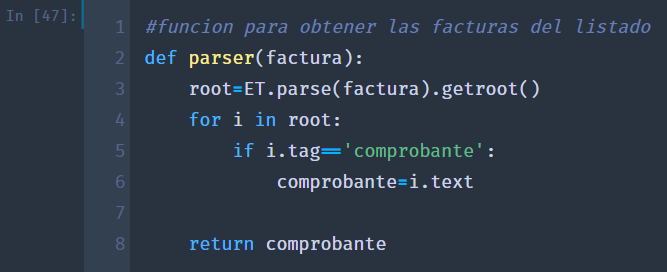 In [47]:
1 #funcion para obtener las facturas del listado
2 def parser(factura):
3     root=ET.parse(factura).getroot()
4     for i in root:
5         if i.tag=='comprobante':
6             comprobante=i.text
7
8     return comprobante